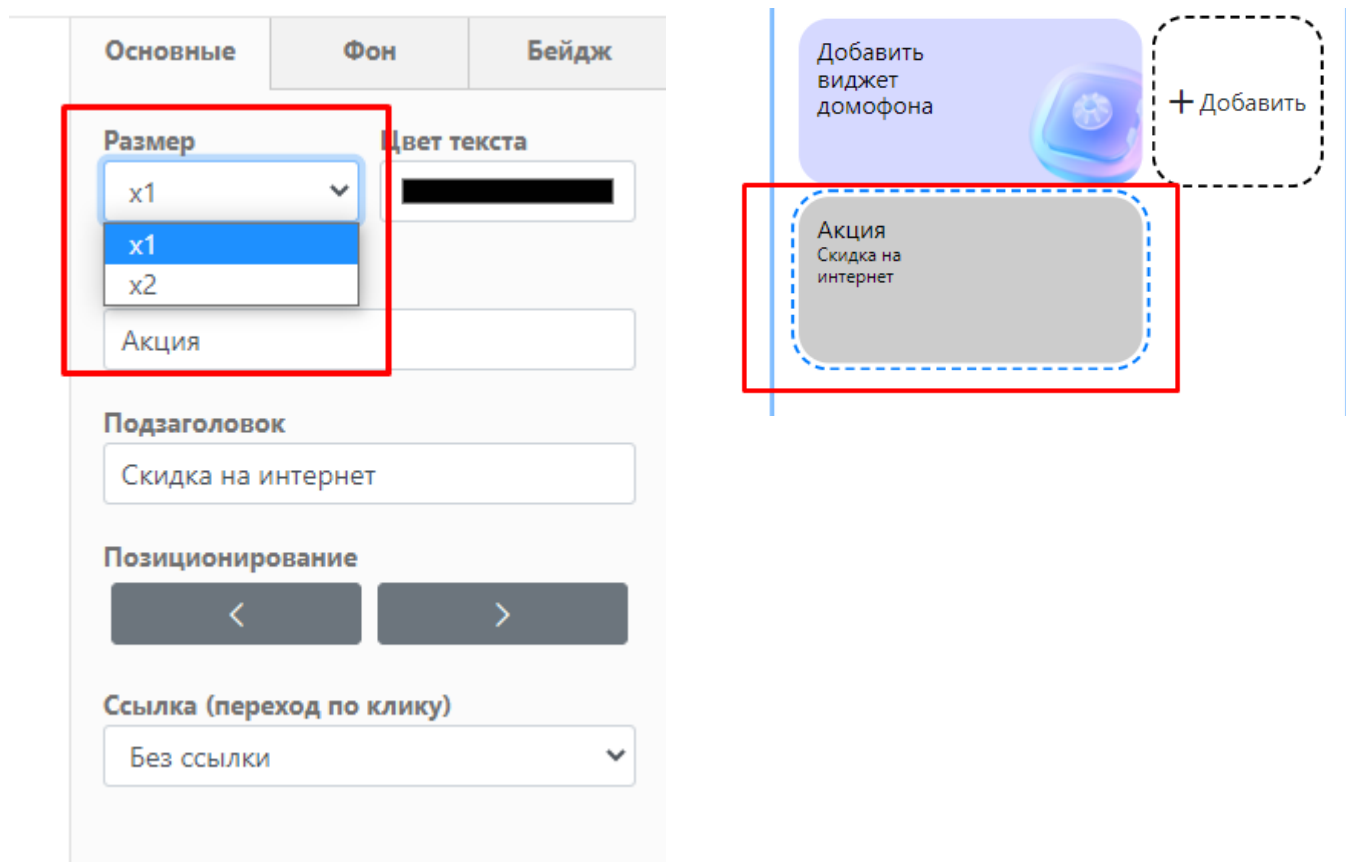 Основные
Фон
Бейдж
Размер
Цвет текста
x1
x1
x2
Акция
Подзаголовок
Скидка на интернет
Позиционирование
Ссылка (переход по клику)
Без ссылки
Добавить
виджет
домофона
Добавить
Акция
Скидка на
интернет